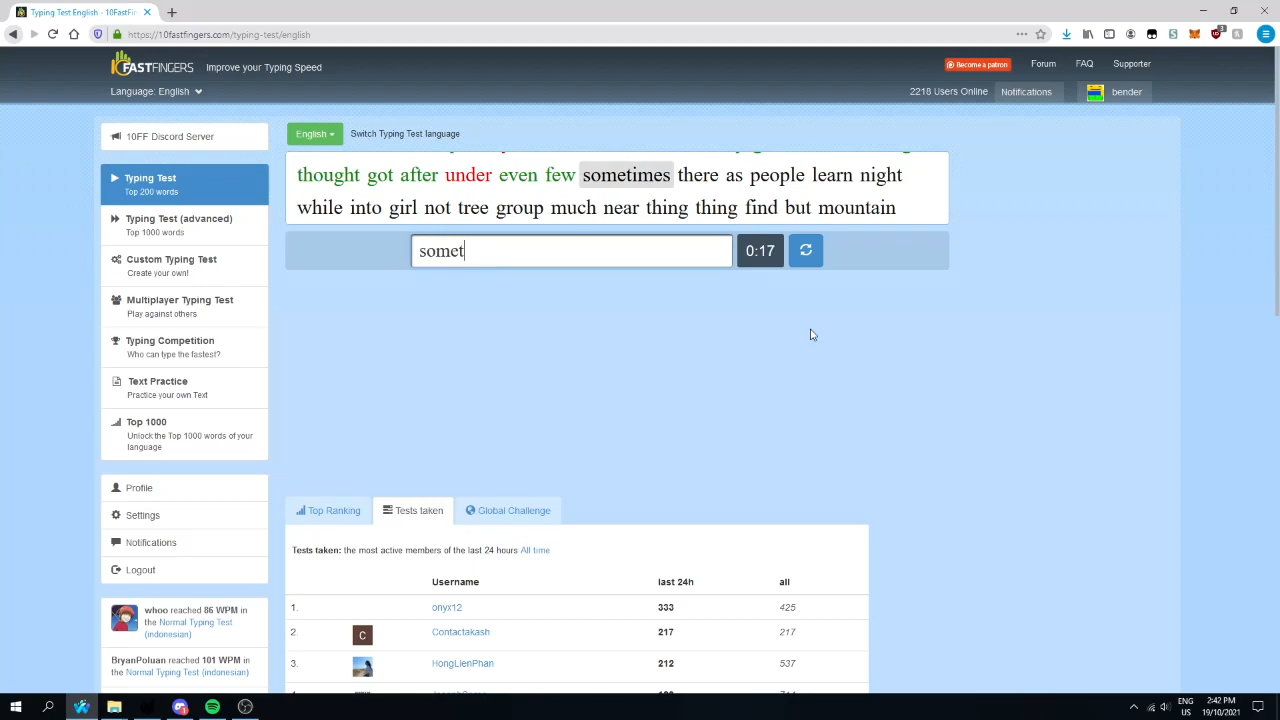 Typing Test English - 10FastFin
https://10fastfingers.com/typing-test/english
3
10FASTFINGERS Improve your Typing Speed
Become a patron Forum FAQ Supporter
Language: English
2218 Users Online Notifications bender
10FF Discord Server
Typing Test
Top 200 words
Typing Test (advanced)
Top 1000 words
Custom Typing Test
Create your own!
Multiplayer Typing Test
Play against others
Typing Competition
Who can type the fastest?
Text Practice
Practice your own Text
Top 1000
Unlock the Top 1000 words of your
language
Profile
Settings
Notifications
Logout
whoo reached 86 WPM in
the Normal Typing Test
(indonesian)
BryanPoluan reached 101 WPM in
the Normal Typing Test (indonesian)
English Switch Typing Test language
thought got after under even few sometimes there as people learn night
while into girl not tree group much near thing thing find but mountain
somet 0:17
Top Ranking Tests taken Global Challenge
Tests taken: the most active members of the last 24 hours All time
Username last 24h all
1. onyx12 333 425
2. C Contactakash 217 217
3. HongLienPhan 212 537
ENG
US
2:42 PM
19/10/2021